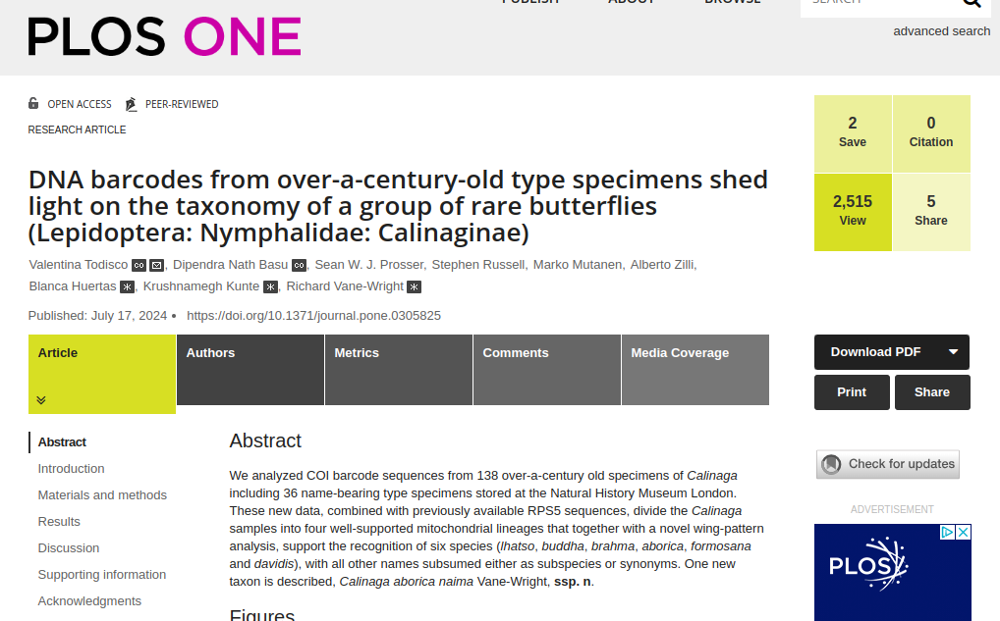 PUBLISH ABOUT BROWSE
SEARCH
PLOS ONE
advanced search
OPEN ACCESS PEER-REVIEWED
RESEARCH ARTICLE
DNA barcodes from over-a-century-old type specimens shed
light on the taxonomy of a group of rare butterflies
(Lepidoptera: Nymphalidae: Calinaginae)
Valentina Todisco, Dipendra Nath Basu, Sean W. J. Prosser, Stephen Russell, Marko Mutanen, Alberto Zilli,
Blanca Huertas, Krushnamegh Kunte, Richard Vane-Wright
Published: July 17, 2024 • https://doi.org/10.1371/journal.pone.0305825
2
Save
0
Citation
2,515
View
5
Share
Article
Authors
Metrics
Comments
Media Coverage
Download PDF
Print
Share
Check for updates
ADVERTISEMENT
PLOS
Abstract
Introduction
Materials and methods
Results
Discussion
Supporting information
Acknowledgments
Abstract
We analyzed COI barcode sequences from 138 over-a-century old specimens of Calinaga
including 36 name-bearing type specimens stored at the Natural History Museum London.
These new data, combined with previously available RPS5 sequences, divide the Calinaga
samples into four well-supported mitochondrial lineages that together with a novel wing-pattern
analysis, support the recognition of six species (lhatso, buddha, brahma, aborica, formosana
and davidis), with all other names subsumed either as subspecies or synonyms. One new
taxon is described, Calinaga aborica naima Vane-Wright, ssp. n.
Figures